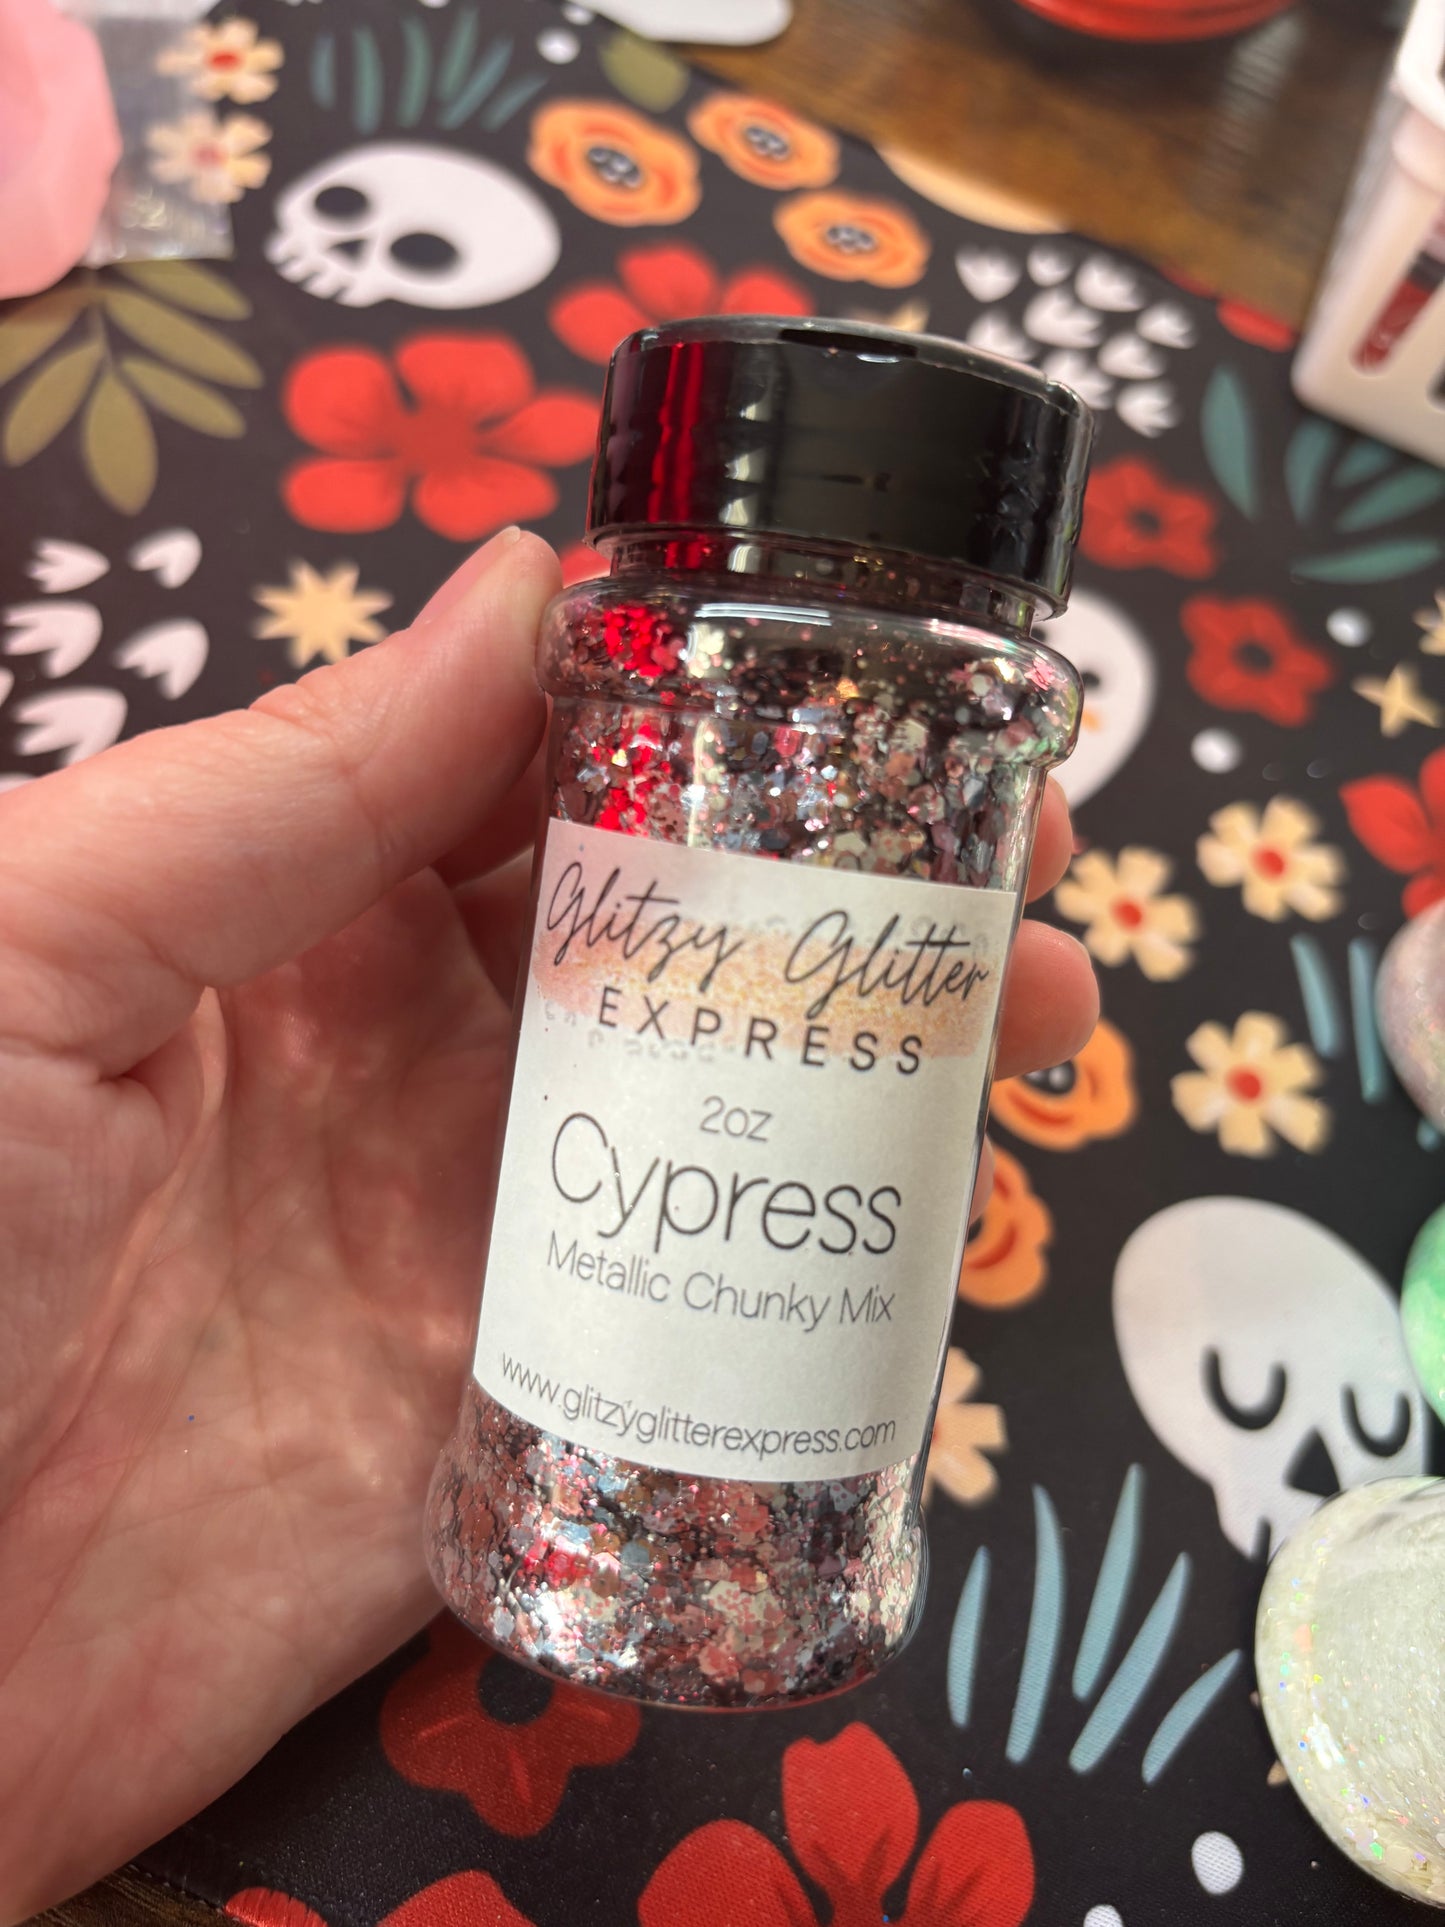 Glitzy Glitter
EXPRESS
2oz
Cypress
Metallic Chunky Mix
www.glitzyglitterexpress.com